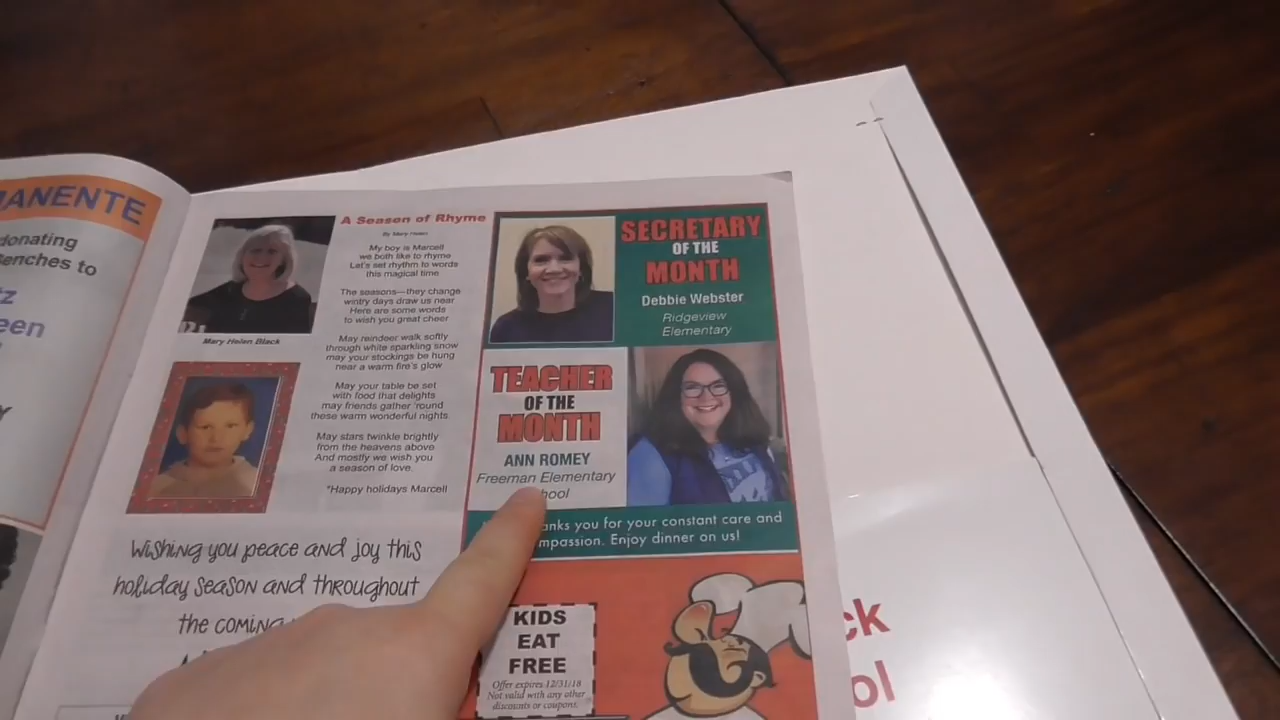 ANENTE
donating
Benches to
tz
een
Y
Mary Helen Black
A Season of Rhyme
By Mary Helen
My boy is Marcell
we both like to rhyme
Let's set rhythm to words
this magical time
The seasons—they change
wintry days draw us near
Here are some words
to wish you great cheer
May reindeer walk softly
through white sparkling snow
may your stockings be hung
near a warm fire's glow
May your table be set
with food that delights
may friends gather 'round
these warm wonderful nights
May stars twinkle brightly
from the heavens above
And mostly we wish you
a season of love.
*Happy holidays Marcell
Wishing you peace and joy this
holiday season and throughout
the coming
SECRETARY
OF THE
MONTH
Debbie Webster
Ridgeview
Elementary
TEACHER
OF THE
MONTH
ANN ROMEY
Freeman Elementary
hool
anks you for your constant care and
mpassion. Enjoy dinner on us!
KIDS
EAT
FREE
Offer expires 12/31/18
Not valid with any other
discounts or coupons.
ck
ol